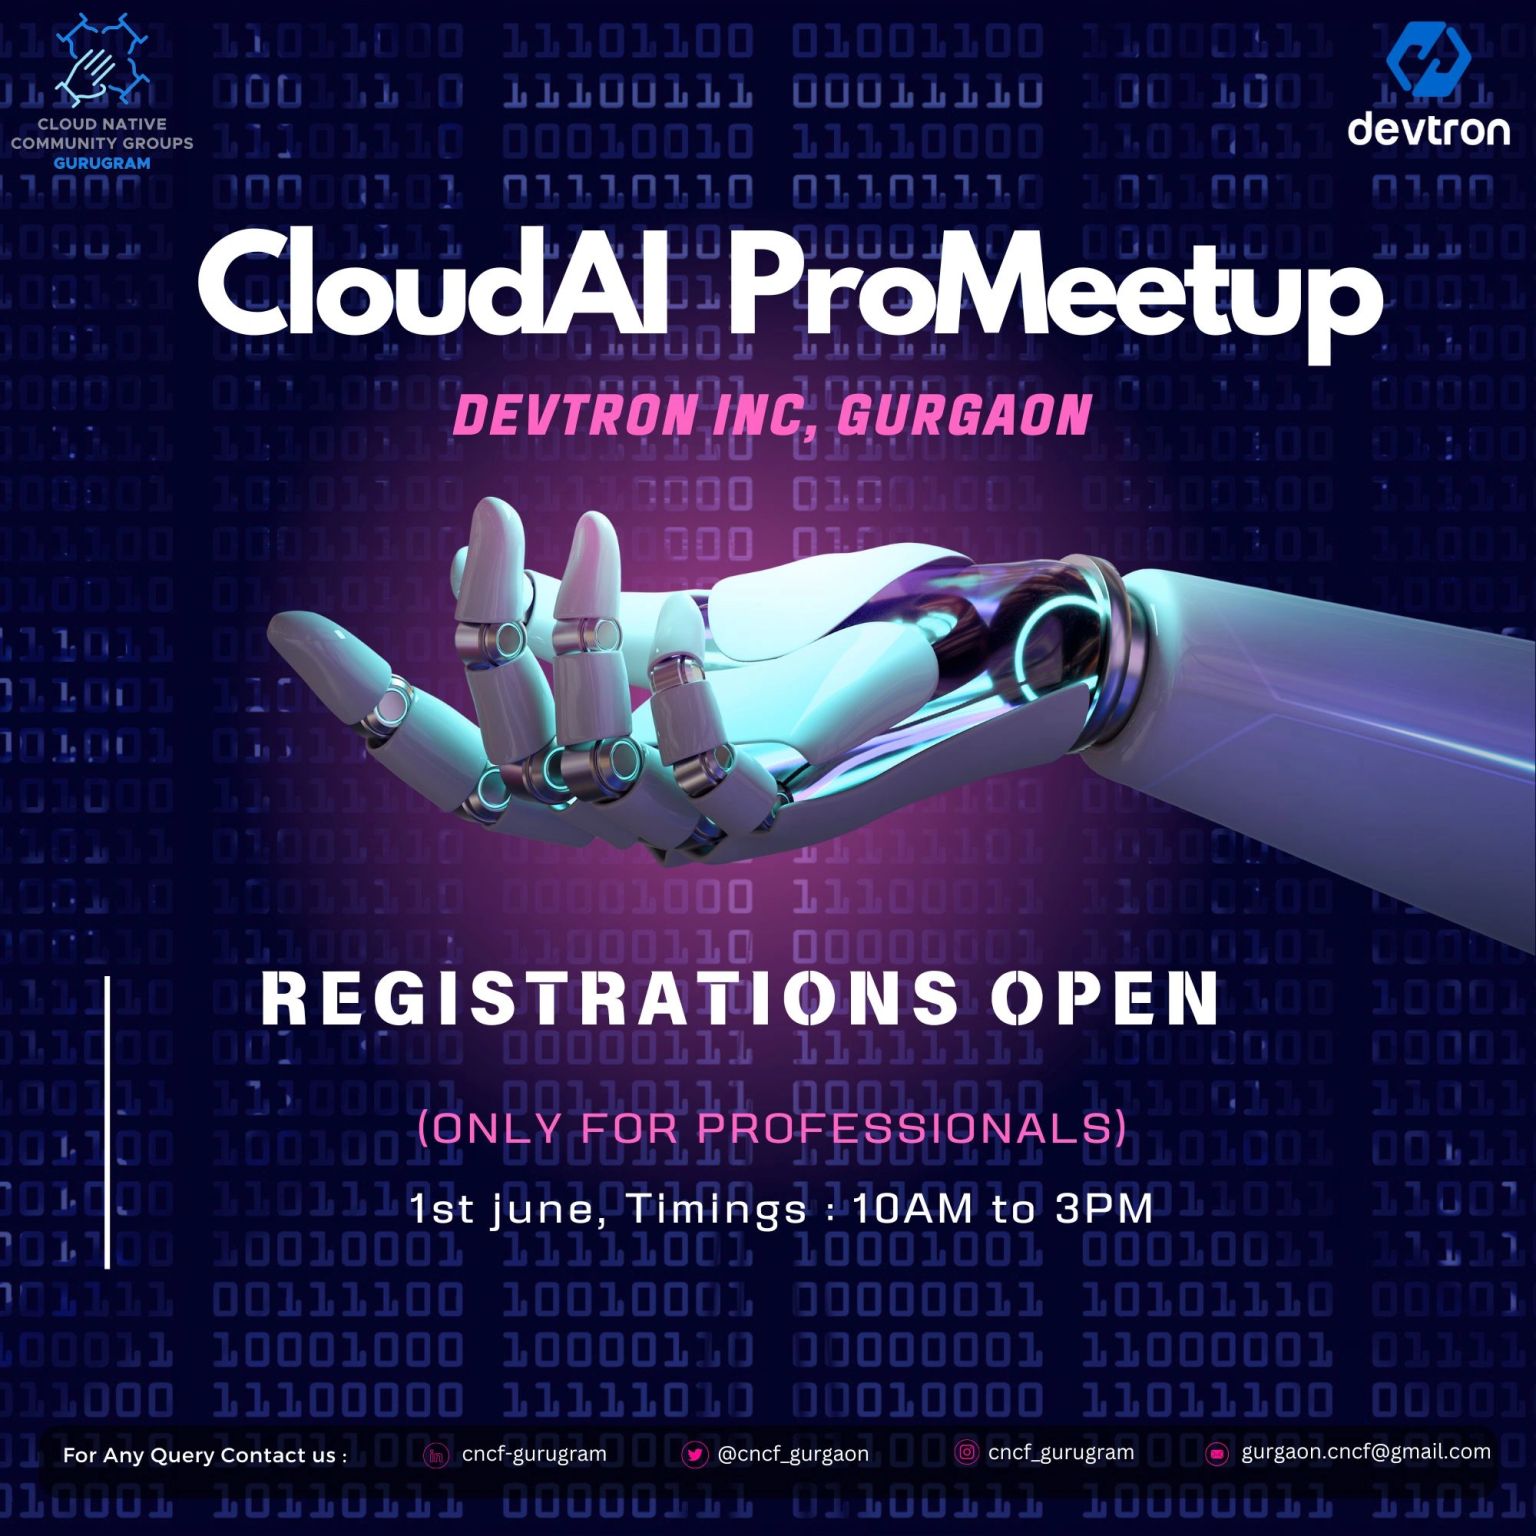 CLOUD NATIVE
COMMUNITY GROUPS
GURUGRAM
devtron
CloudAI ProMeetup
DEVTRON INC, GURGAON
REGISTRATIONS OPEN
(ONLY FOR PROFESSIONALS)
1st june, Timings : 10AM to 3PM
For Any Query Contact us : cncf-gurugram @cncf_gurgaon cncf_gurugram gurgaon.cncf@gmail.com